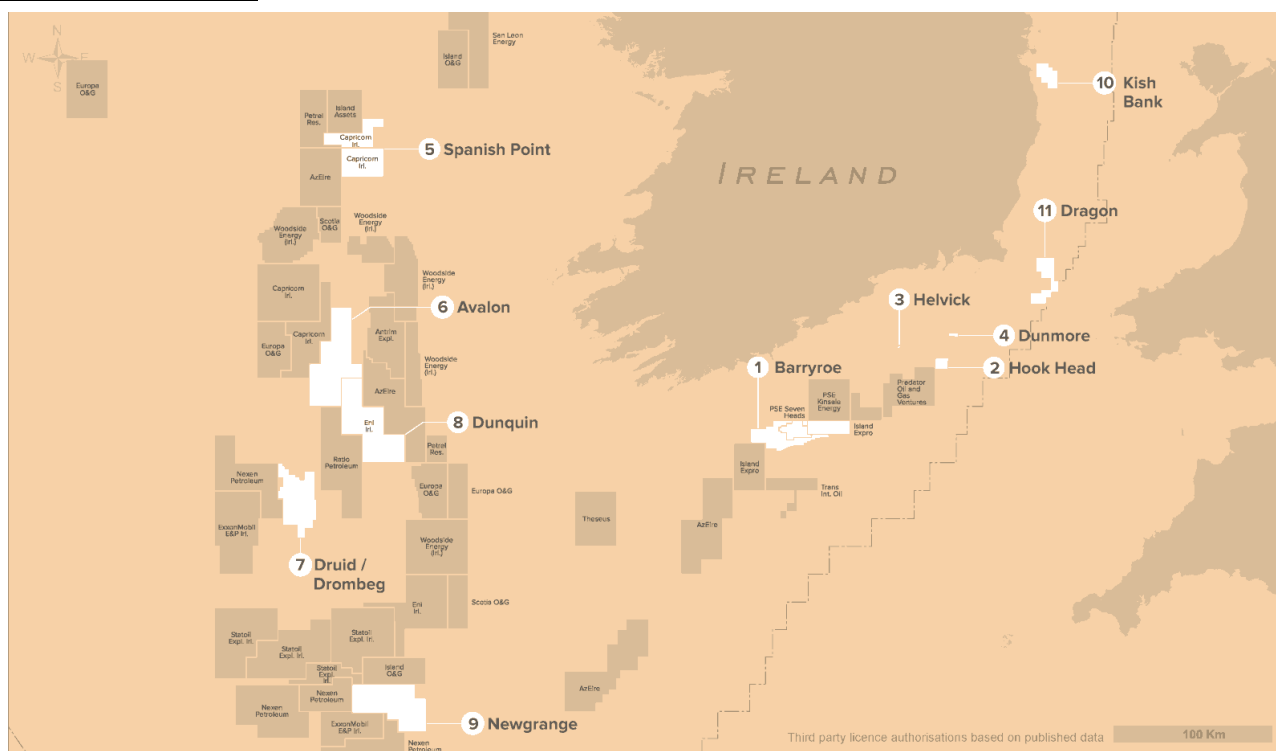 N
W E
S
Europa
O&G
Island
O&G
Sen Leon
Energy
Petrel
Res.
Island
Assets
Capricorn
Irl.
Capricorn
Irl.
5 Spanish Point
AzEire
Woodside
Energy
(Irl.)
Scotia
O&G
Woodside
Energy
(Irl.)
Capricorn
Irl.
Woodside
Energy
(Irl.)
6 Avalon
Europa
O&G
Capricorn
Irl.
Antrim
Expl.
Woodside
Energy
(Irl.)
AzEire
Eni
Irl.
8 Dunquin
Petrel
Res.
Ratio
Petroleum
Nexen
Petroleum
Europa
O&G
Europa O&G
ExxonMobil
E&P Irl.
Woodside
Energy
(Irl.)
7 Druid /
Drombeg
Eni
Irl.
Scotia O&G
Statoil
Expl. Irl.
Statoil
Expl. Irl.
Statoil
Expl. Irl.
Statoil
Expl.
Irl.
Island
O&G
Nexen
Petroleum
Nexen
Petroleum
ExxonMobil
E&P Irl.
Nexen
Petroleum
9 Newgrange
IRELAND
10 Kish
Bank
11 Dragon
3 Helvick
4 Dunmore
2 Hook Head
1 Barryroe
PSE Seven
Heads
PSE
Kinsale
Energy
Predator
Oil and
Gas
Ventures
Island
Expro
Island
Expro
Trans
Int. Oil
Theseus
AzEire
AzEire
Third party licence authorisations based on published data
100 Km